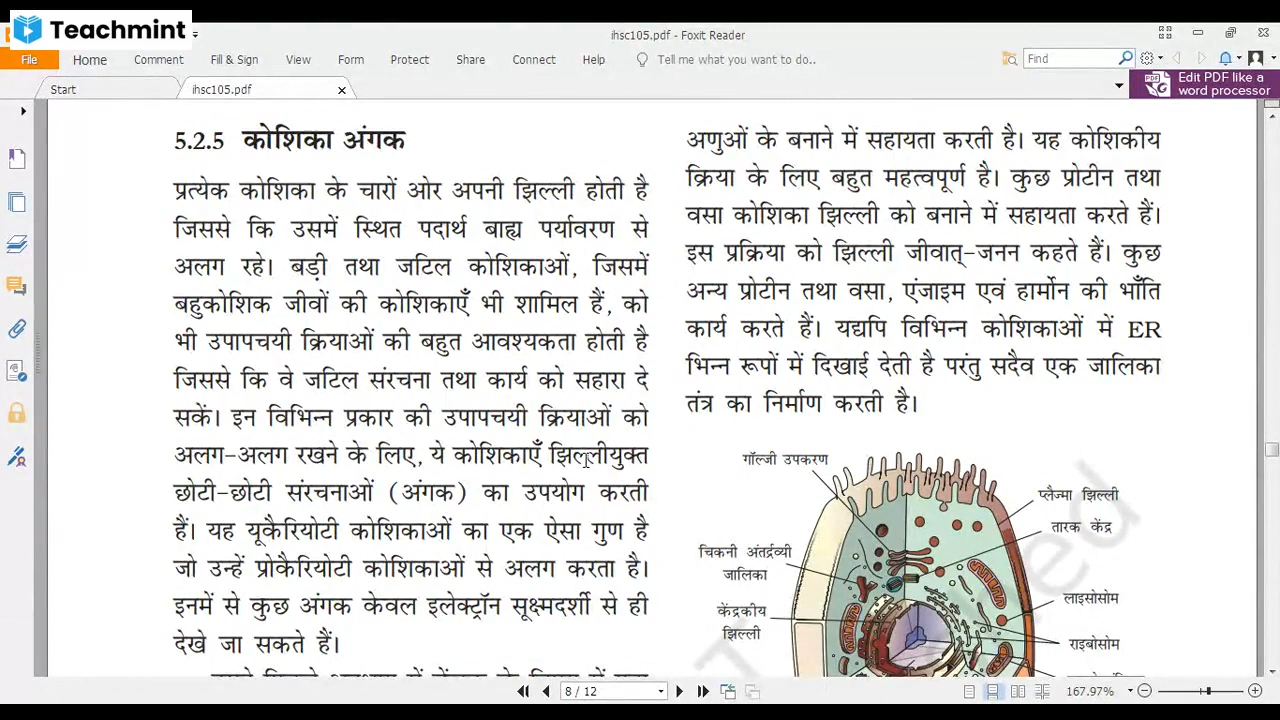 Teachmint
ihsc105.pdf - Foxit Reader
File Home Comment Fill & Sign View Form Protect Share Connect Help Tell me what you want to do.. Find
Start ihsc105.pdf
Edit PDF like a
word processor
5.2.5 कोशिका अंगक
प्रत्येक कोशिका के चारों ओर अपनी झिल्ली होती है
जिससे कि उसमें स्थित पदार्थ बाह्य पर्यावरण से
अलग रहे। बड़ी तथा जटिल कोशिकाओं, जिसमें
बहुकोशिक जीवों की कोशिकाएँ भी शामिल हैं, को
भी उपापचयी क्रियाओं की बहुत आवश्यकता होती है
जिससे कि वे जटिल संरचना तथा कार्य को सहारा दे
सकें। इन विभिन्न प्रकार की उपापचयी क्रियाओं को
अलग-अलग रखने के लिए, ये कोशिकाएँ झिल्लीयुक्त
छोटी-छोटी संरचनाओं (अंगक) का उपयोग करती
हैं। यह यूकैरियोटी कोशिकाओं का एक ऐसा गुण है
जो उन्हें प्रोकैरियोटी कोशिकाओं से अलग करता है।
इनमें से कुछ अंगक केवल इलेक्ट्रॉन सूक्ष्मदर्शी से ही
देखे जा सकते हैं।
अणुओं के बनाने में सहायता करती है। यह कोशिकीय
क्रिया के लिए बहुत महत्वपूर्ण है। कुछ प्रोटीन तथा
वसा कोशिका झिल्ली को बनाने में सहायता करते हैं।
इस प्रक्रिया को झिल्ली जीवात्-जनन कहते हैं। कुछ
अन्य प्रोटीन तथा वसा, एंजाइम एवं हार्मोन की भाँति
कार्य करते हैं। यद्यपि विभिन्न कोशिकाओं में ER
भिन्न रूपों में दिखाई देती है परंतु सदैव एक जालिका
तंत्र का निर्माण करती है।
गॉल्जी उपकरण
प्लैज्मा झिल्ली
तारक केंद्र
चिकनी अंतर्द्रव्यी
जालिका
लाइसोसोम
केंद्रकीय
झिल्ली
राइबोसोम
8 / 12
167.97%